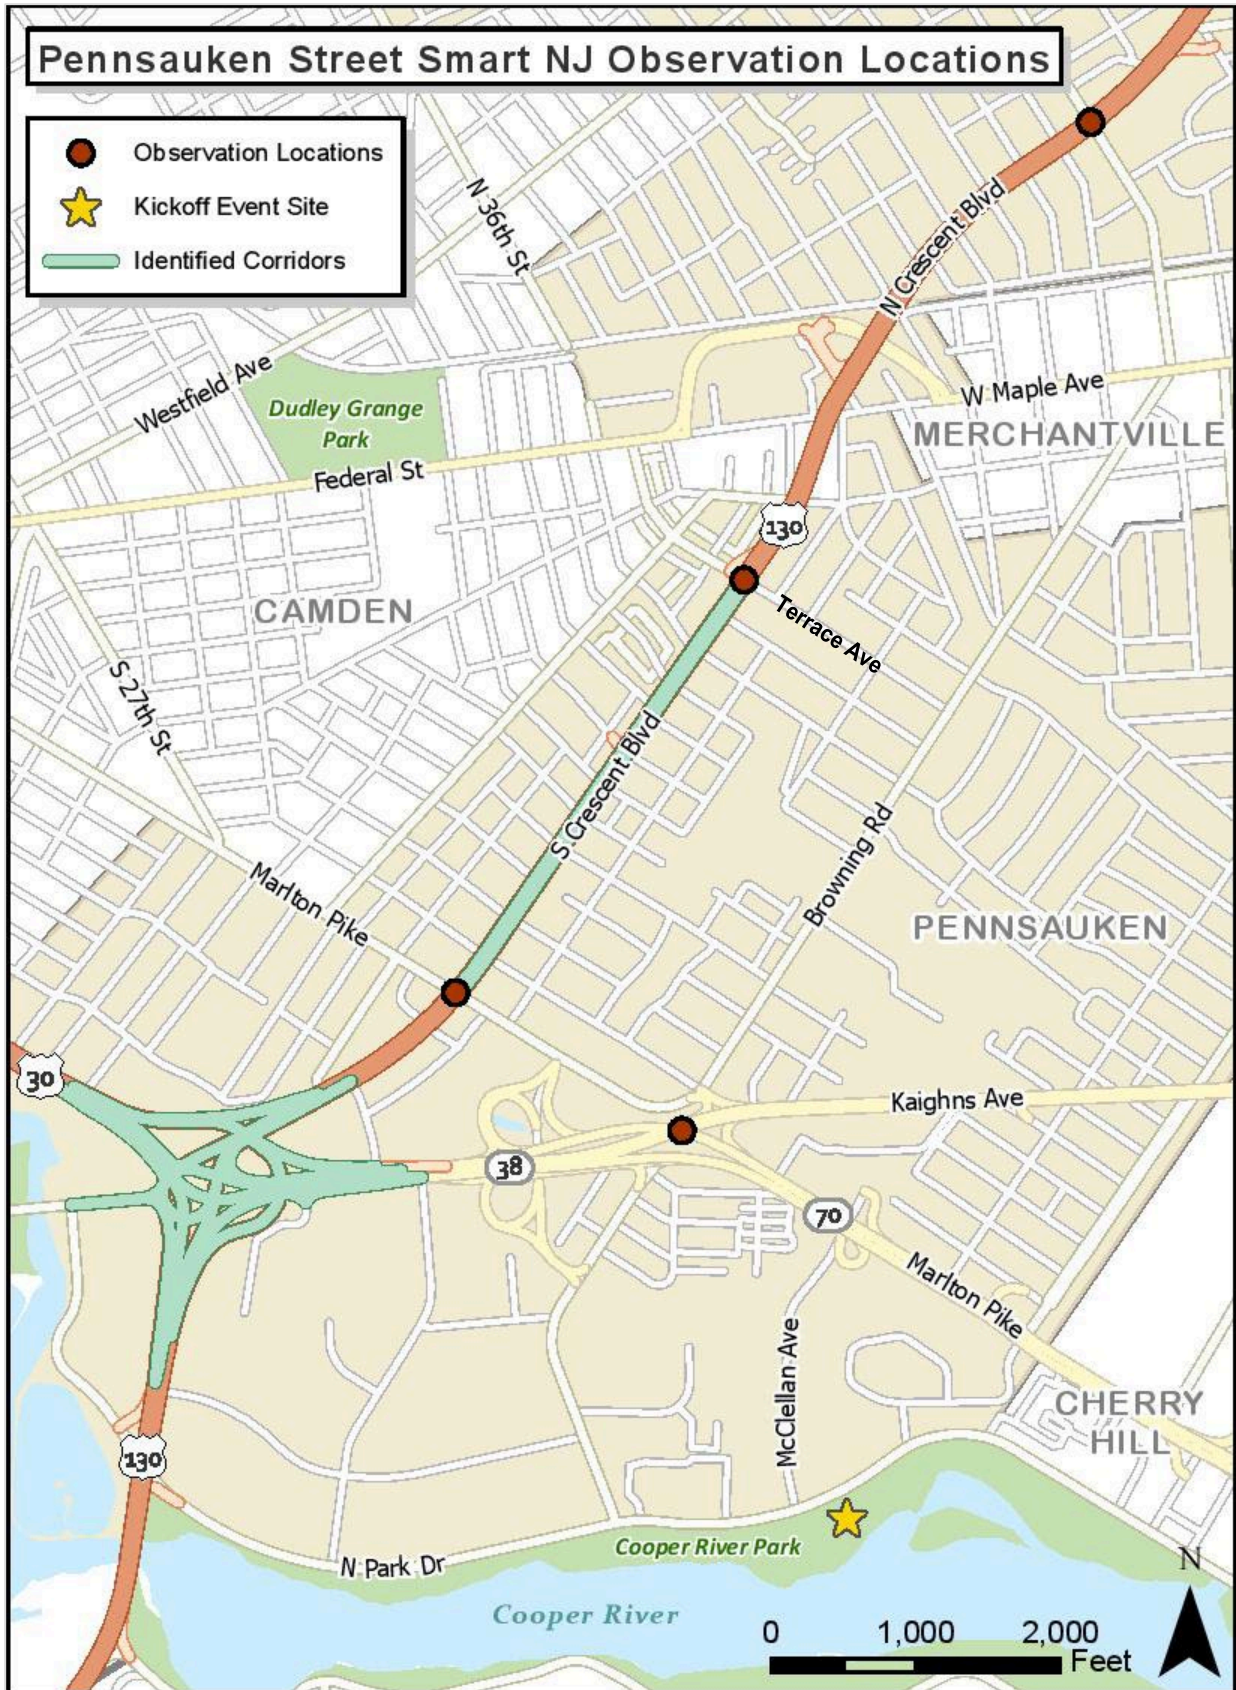 Pennsauken Street Smart NJ Observation Locations
Observation Locations
Kickoff Event Site
Identified Corridors
N 36th St
N Crescent Blvd
Westfield Ave
Dudley Grange
Park
W Maple Ave
MERCHANTVILLE
Federal St
130
CAMDEN
Terrace Ave
S 27th St
S Crescent Blvd
Browning Rd
Marlton Pike
PENNSAUKEN
30
Kaighns Ave
38
70
Marlton Pike
McClellan Ave
CHERRY
HILL
130
N Park Dr
Cooper River Park
Cooper River
N
0 1,000 2,000
Feet